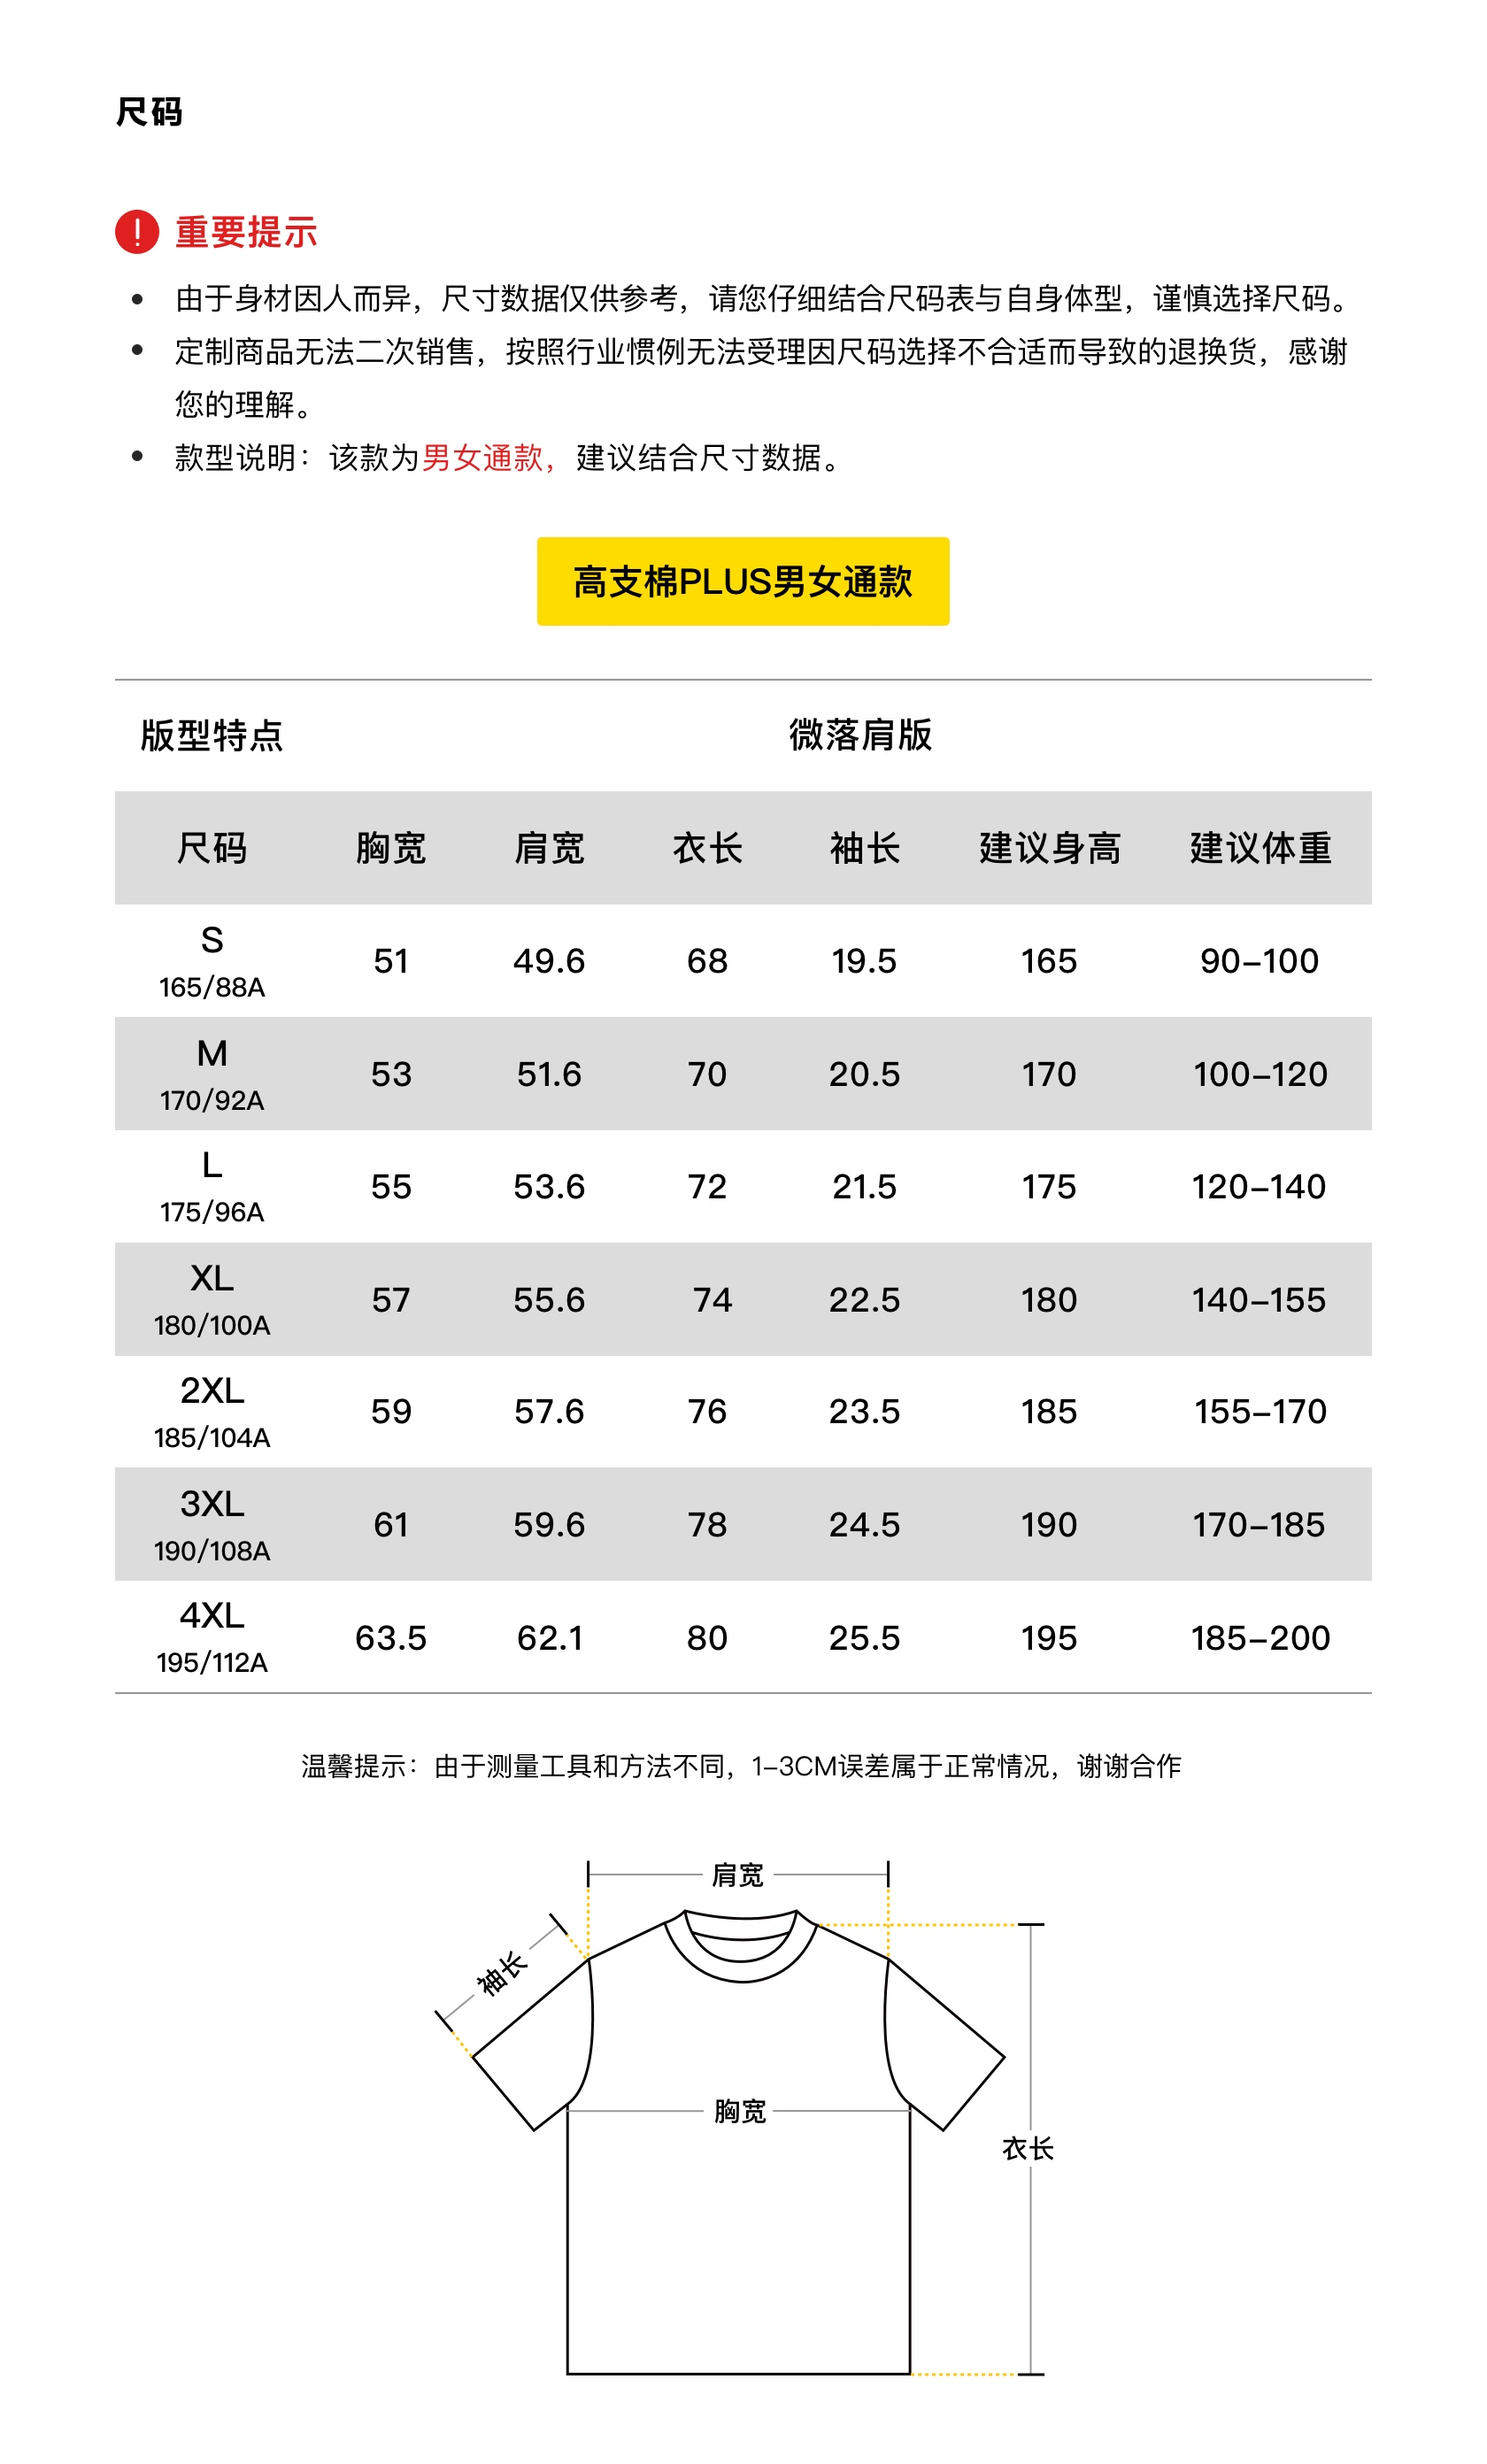 尺码
重要提示
由于身材因人而异，尺寸数据仅供参考，请您仔细结合尺码表与自身体型，谨慎选择尺码。
定制商品无法二次销售，按照行业惯例无法受理因尺码选择不合适而导致的退换货，感谢
您的理解。
款型说明：该款为男女通款，建议结合尺寸数据。
高支棉PLUS男女通款
版型特点 微落肩版
尺码 胸宽 肩宽 衣长 袖长 建议身高 建议体重
S
165/88A 51 49.6 68 19.5 165 90–100
M
170/92A 53 51.6 70 20.5 170 100–120
L
175/96A 55 53.6 72 21.5 175 120–140
XL
180/100A 57 55.6 74 22.5 180 140–155
2XL
185/104A 59 57.6 76 23.5 185 155–170
3XL
190/108A 61 59.6 78 24.5 190 170–185
4XL
195/112A 63.5 62.1 80 25.5 195 185–200
温馨提示：由于测量工具和方法不同，1–3CM误差属于正常情况，谢谢合作
肩宽
袖长
胸宽
衣长